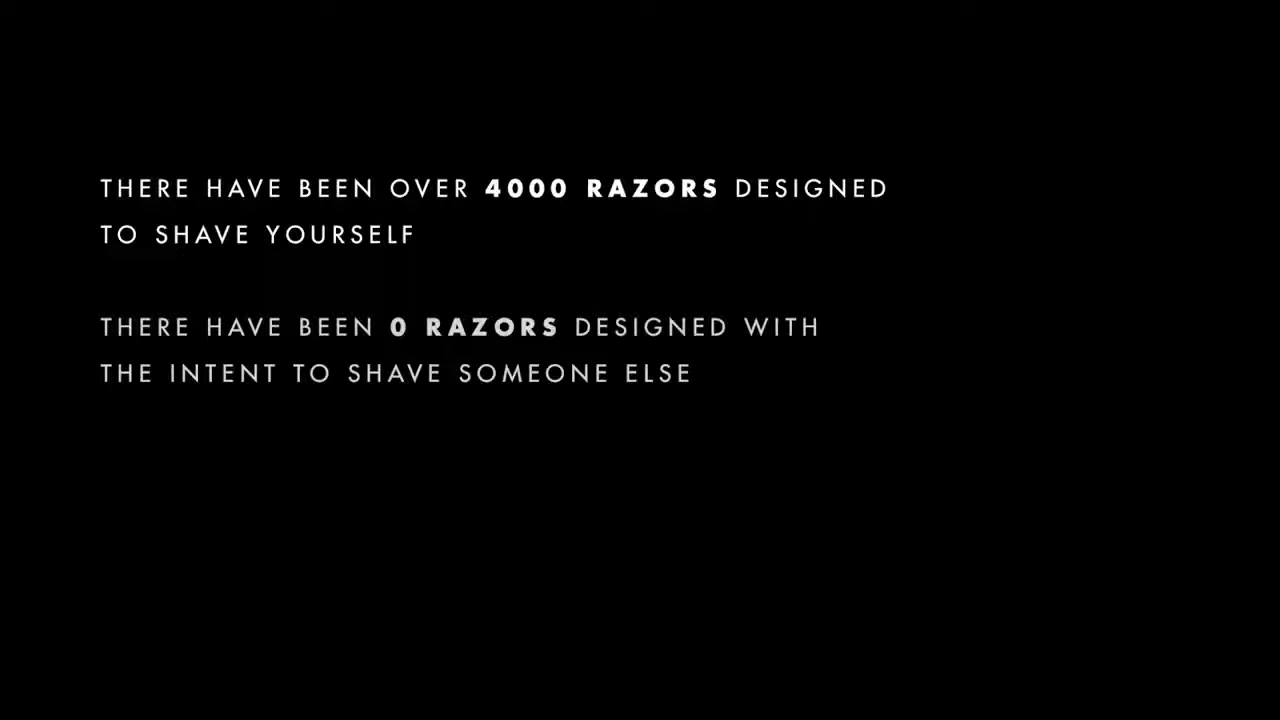 THERE HAVE BEEN OVER 4000 RAZORS DESIGNED
TO SHAVE YOURSELF
THERE HAVE BEEN 0 RAZORS DESIGNED WITH
THE INTENT TO SHAVE SOMEONE ELSE